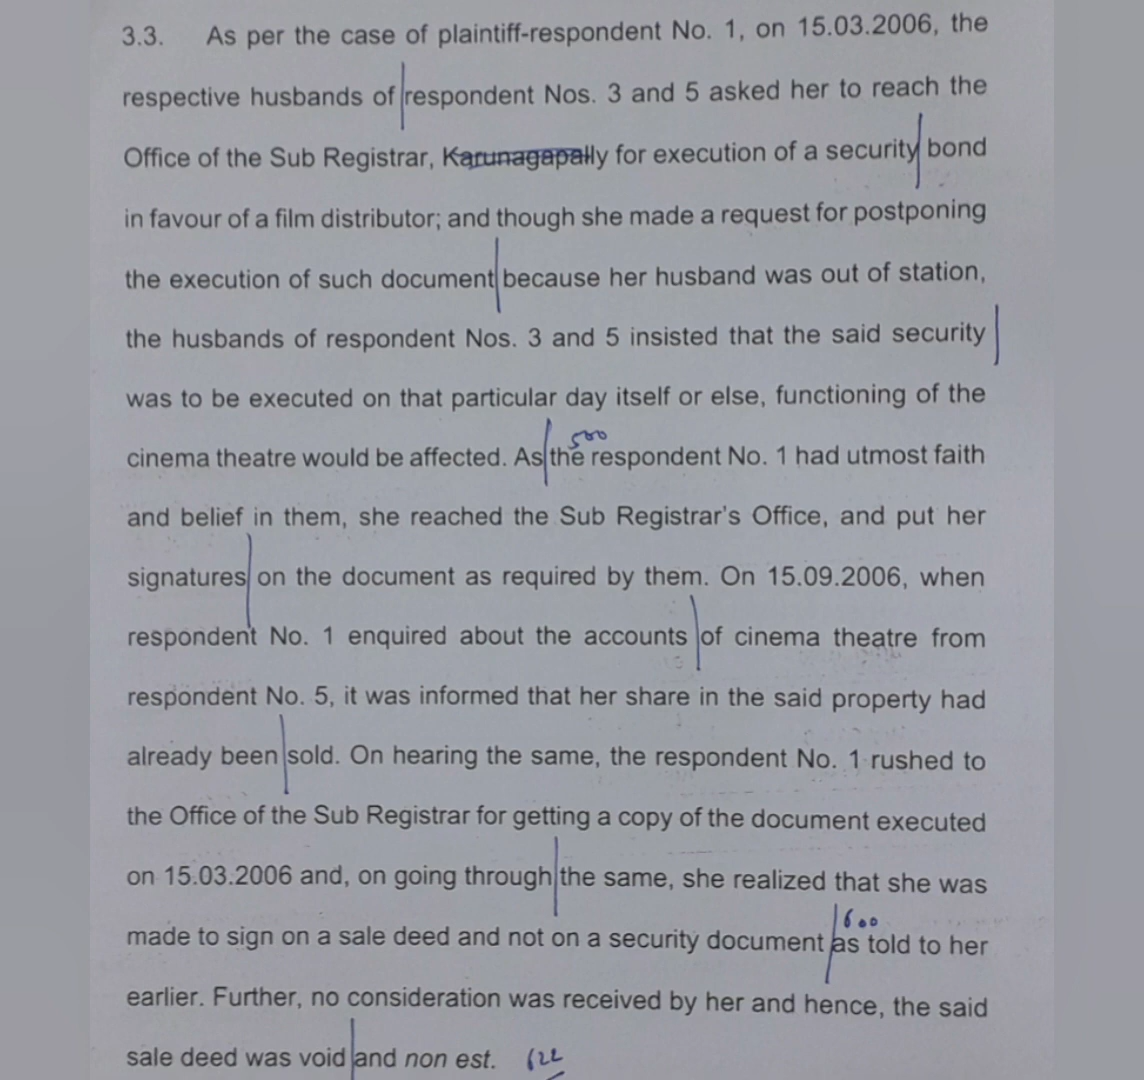 3.3. As per the case of plaintiff-respondent No. 1, on 15.03.2006, the
respective husbands of respondent Nos. 3 and 5 asked her to reach the
Office of the Sub Registrar, Karunagapally for execution of a security bond
in favour of a film distributor; and though she made a request for postponing
the execution of such document because her husband was out of station,
the husbands of respondent Nos. 3 and 5 insisted that the said security
was to be executed on that particular day itself or else, functioning of the
500
cinema theatre would be affected. As the respondent No. 1 had utmost faith
and belief in them, she reached the Sub Registrar's Office, and put her
signatures on the document as required by them. On 15.09.2006, when
respondent No. 1 enquired about the accounts of cinema theatre from
respondent No. 5, it was informed that her share in the said property had
already been sold. On hearing the same, the respondent No. 1 rushed to
the Office of the Sub Registrar for getting a copy of the document executed
on 15.03.2006 and, on going through the same, she realized that she was
600
made to sign on a sale deed and not on a security document as told to her
earlier. Further, no consideration was received by her and hence, the said
sale deed was void and non est. 622